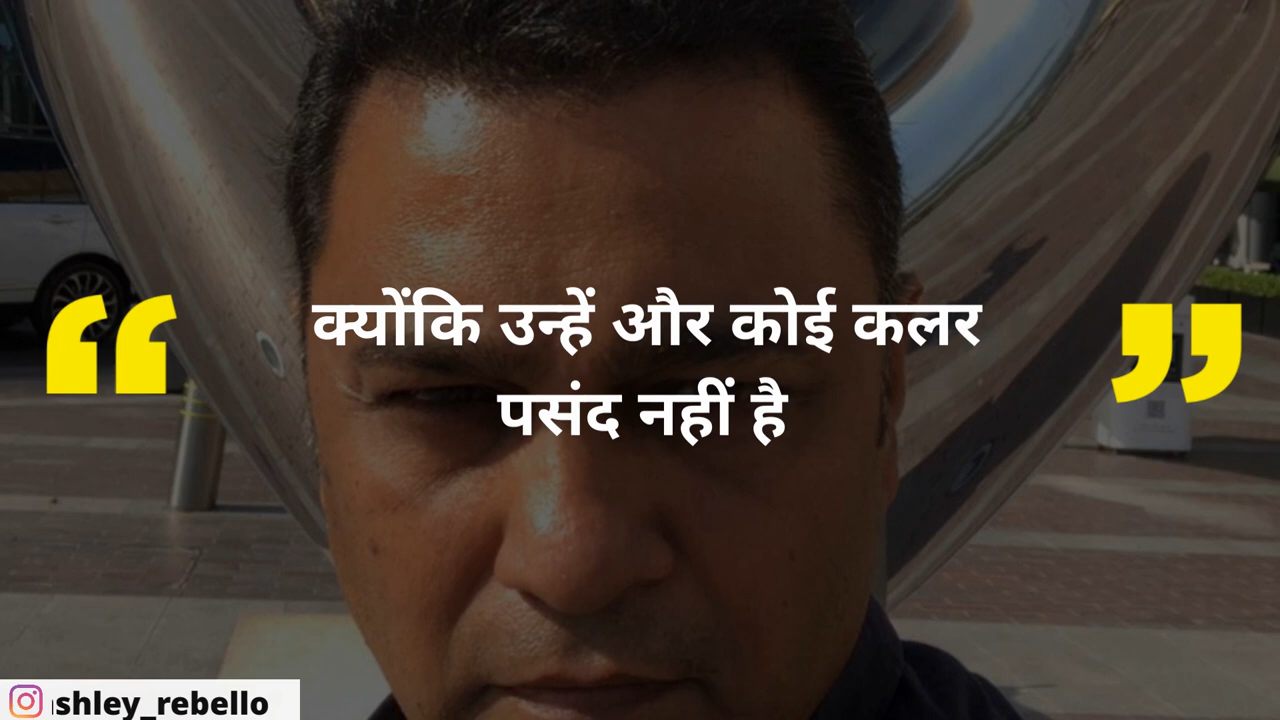 “ क्योंकि उन्हें और कोई कलर ”
पसंद नहीं है
shley_rebello